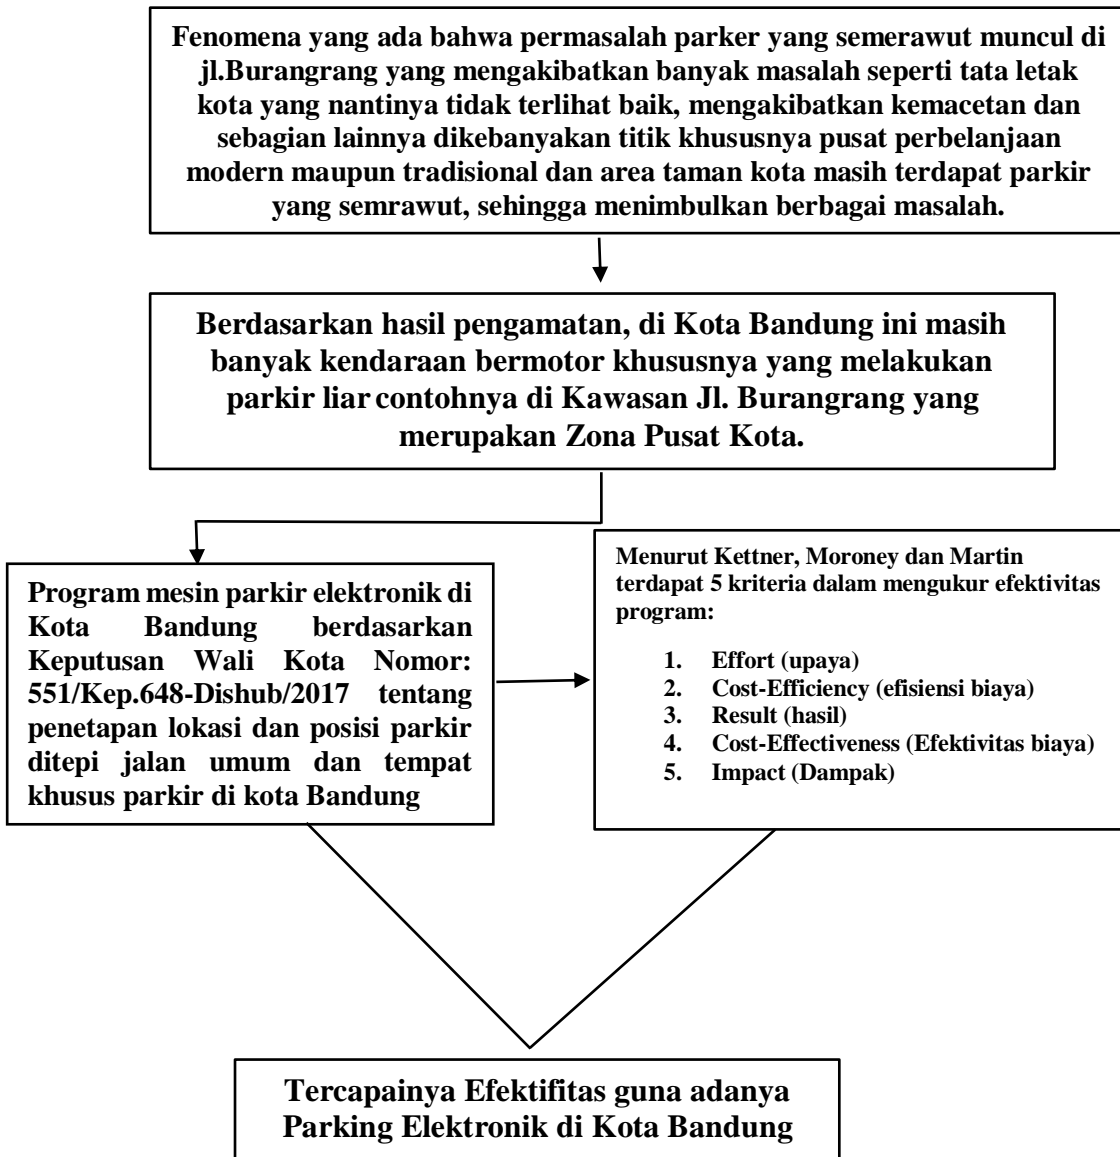 Fenomena yang ada bahwa permasalah parker yang semerawut muncul di
jl.Burangrang yang mengakibatkan banyak masalah seperti tata letak
kota yang nantinya tidak terlihat baik, mengakibatkan kemacetan dan
sebagian lainnya dikebanyakan titik khususnya pusat perbelanjaan
modern maupun tradisional dan area taman kota masih terdapat parkir
yang semrawut, sehingga menimbulkan berbagai masalah.
Berdasarkan hasil pengamatan, di Kota Bandung ini masih
banyak kendaraan bermotor khususnya yang melakukan
parkir liar contohnya di Kawasan Jl. Burangrang yang
merupakan Zona Pusat Kota.
Program mesin parkir elektronik di
Kota Bandung berdasarkan
Keputusan Wali Kota Nomor:
551/Kep.648-Dishub/2017 tentang
penetapan lokasi dan posisi parkir
ditepi jalan umum dan tempat
khusus parkir di kota Bandung
Menurut Kettner, Moroney dan Martin
terdapat 5 kriteria dalam mengukur efektivitas
program:
1. Effort (upaya)
2. Cost-Efficiency (efisiensi biaya)
3. Result (hasil)
4. Cost-Effectiveness (Efektivitas biaya)
5. Impact (Dampak)
Tercapainya Efektifitas guna adanya
Parking Elektronik di Kota Bandung